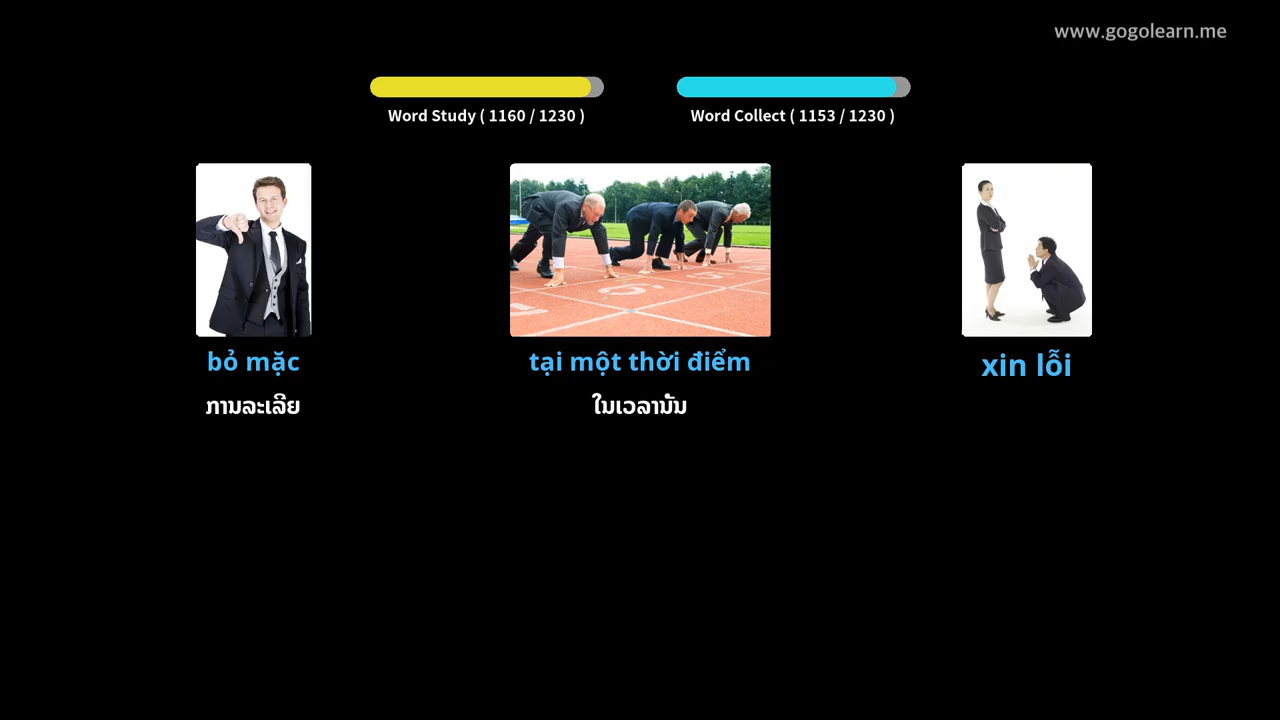 www.gogolearn.me
Word Study ( 1160 / 1230 )
Word Collect ( 1153 / 1230 )
bỏ mặc
tại một thời điểm
xin lỗi
ການລະເລີຍ
ໃນເວລານັ້ນ